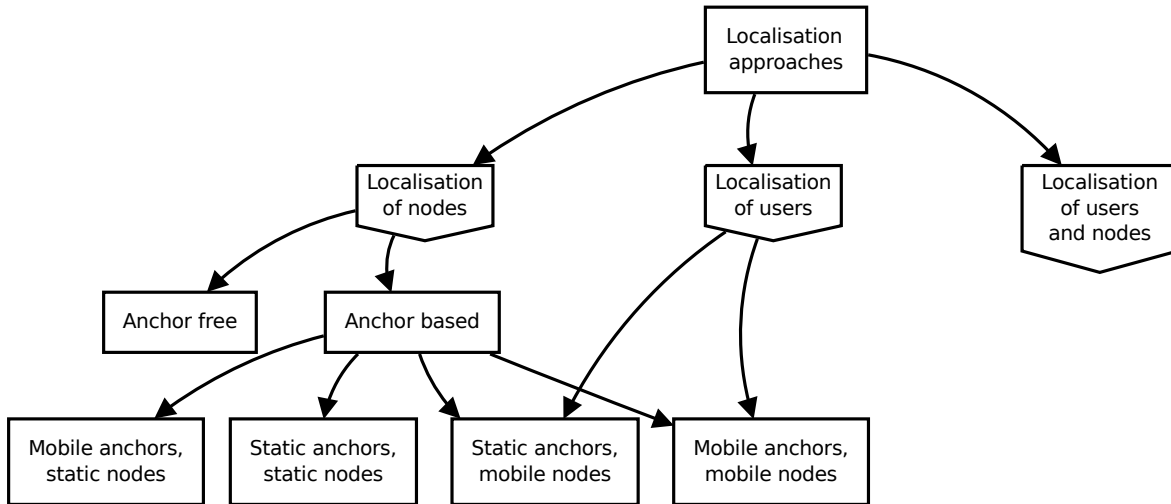 Localisation
approaches
Localisation
of nodes
Localisation
of users
Localisation
of users
and nodes
Anchor free
Anchor based
Mobile anchors,
static nodes
Static anchors,
static nodes
Static anchors,
mobile nodes
Mobile anchors,
mobile nodes